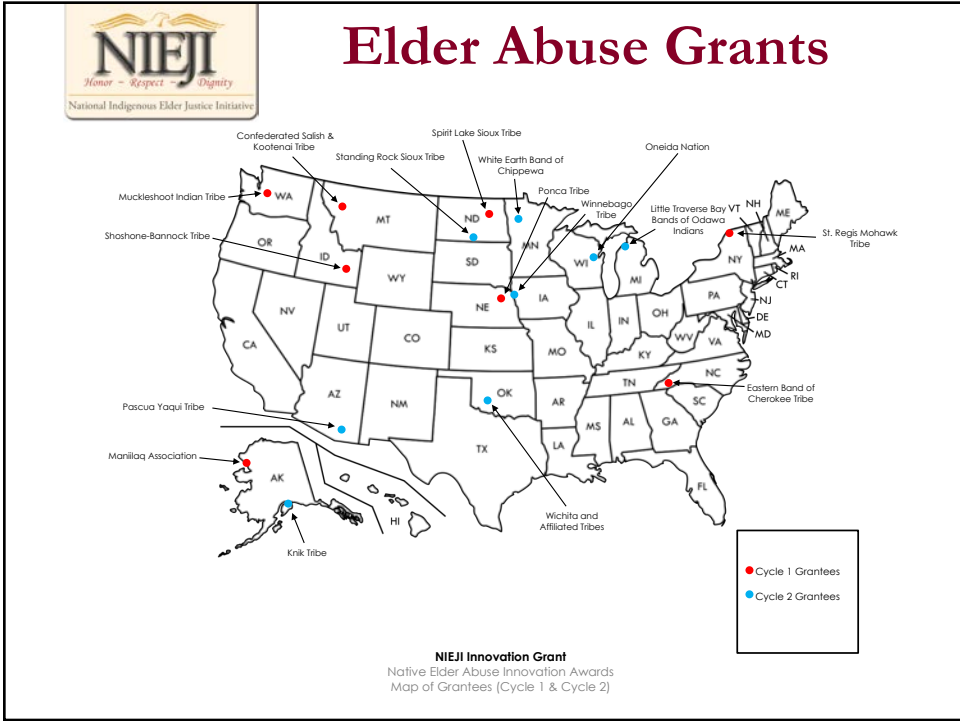 NIEJI
Honor ~ Respect ~ Dignity
National Indigenous Elder Justice Initiative
Elder Abuse Grants
Confederated Salish &
Kootenai Tribe
Spirit Lake Sioux Tribe
Standing Rock Sioux Tribe
White Earth Band of
Chippewa
Oneida Nation
Ponca Tribe
Winnebago
Tribe
Little Traverse Bay
Bands of Odawa
Indians
Muckleshoot Indian Tribe
Shoshone-Bannock Tribe
St. Regis Mohawk
Tribe
Eastern Band of
Cherokee Tribe
Pascua Yaqui Tribe
Maniilaq Association
Knik Tribe
Wichita and
Affiliated Tribes
WA
MT
ND
MN
VT
NH
ME
OR
ID
WY
SD
WI
MI
NY
MA
RI
CT
NV
UT
CO
NE
IA
IL
IN
OH
PA
NJ
DE
MD
CA
KS
MO
KY
WV
VA
AZ
NM
OK
AR
TN
NC
SC
TX
LA
MS
AL
GA
FL
AK
HI
Cycle 1 Grantees
Cycle 2 Grantees
NIEJI Innovation Grant
Native Elder Abuse Innovation Awards
Map of Grantees (Cycle 1 & Cycle 2)